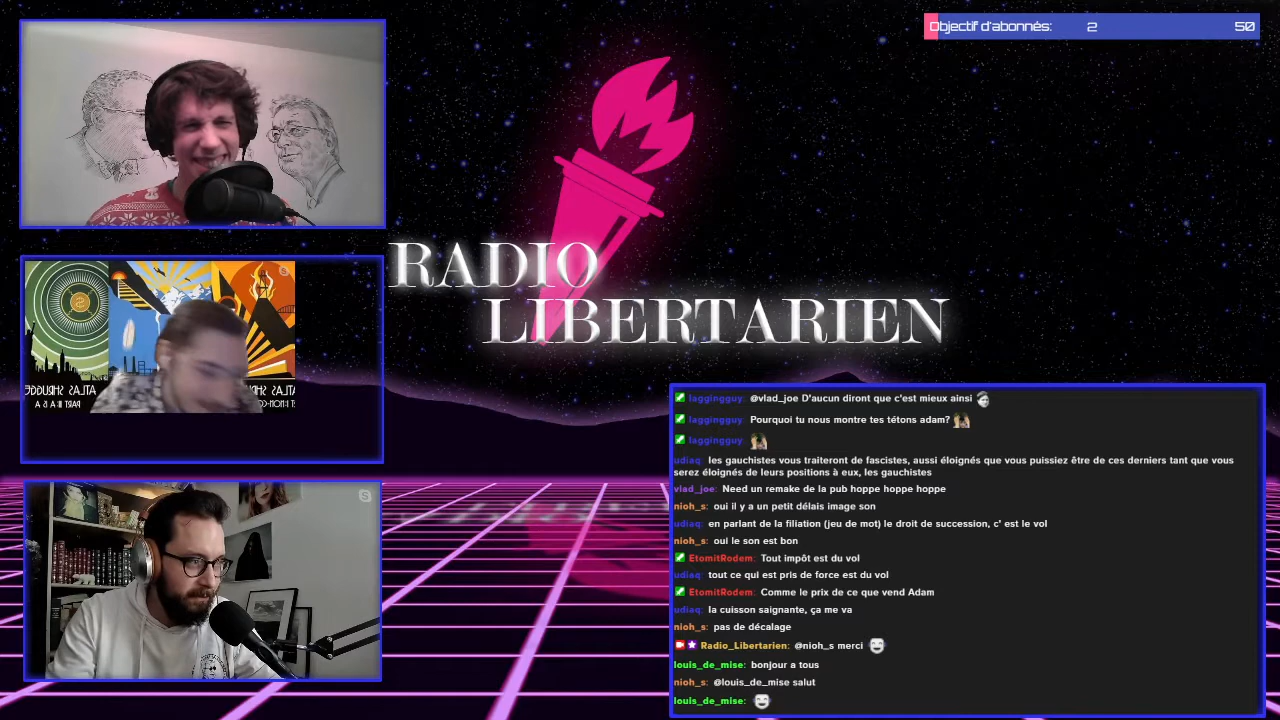 Objectif d'abonnés: 2 50
RADIO
LIBERTARIEN
laggingguy: @vlad_joe D'aucun diront que c'est mieux ainsi
laggingguy: Pourquoi tu nous montre tes tétons adam?
laggingguy:
udiaq: les gauchistes vous traiteront de fascistes, aussi éloignés que vous puissiez être de ces derniers tant que vous
serez éloignés de leurs positions à eux, les gauchistes
vlad_joe: Need un remake de la pub hoppe hoppe hoppe
nioh_s: oui il y a un petit délais image son
udiaq: en parlant de la filiation (jeu de mot) le droit de succession, c' est le vol
nioh_s: oui le son est bon
EtomitRodem: Tout impôt est du vol
udiaq: tout ce qui est pris de force est du vol
EtomitRodem: Comme le prix de ce que vend Adam
udiaq: la cuisson saignante, ça me va
nioh_s: pas de décalage
Radio_Libertarien: @nioh_s merci
louis_de_mise: bonjour a tous
nioh_s: @louis_de_mise salut
louis_de_mise: